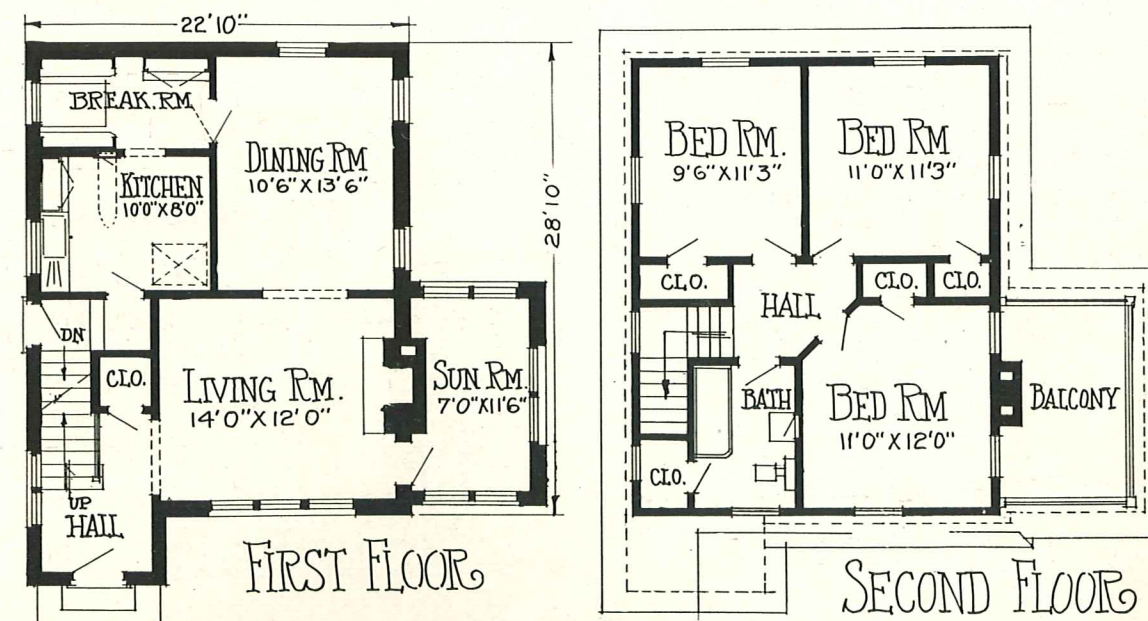 22'10"
BREAK. RM.
DINING RM
10'6" X 13'6"
KITCHEN
10'0" X 8'0"
28'10"
DN
CLO.
LIVING RM.
14'0" X 12'0"
SUN RM.
7'0" X 11'6"
UP
HALL
FIRST FLOOR
BED RM.
9'6" X 11'3"
BED RM
11'0" X 11'3"
CLO.
CLO.
CLO.
HALL
BATH
BED RM
11'0" X 12'0"
BALCONY
CLO.
SECOND FLOOR